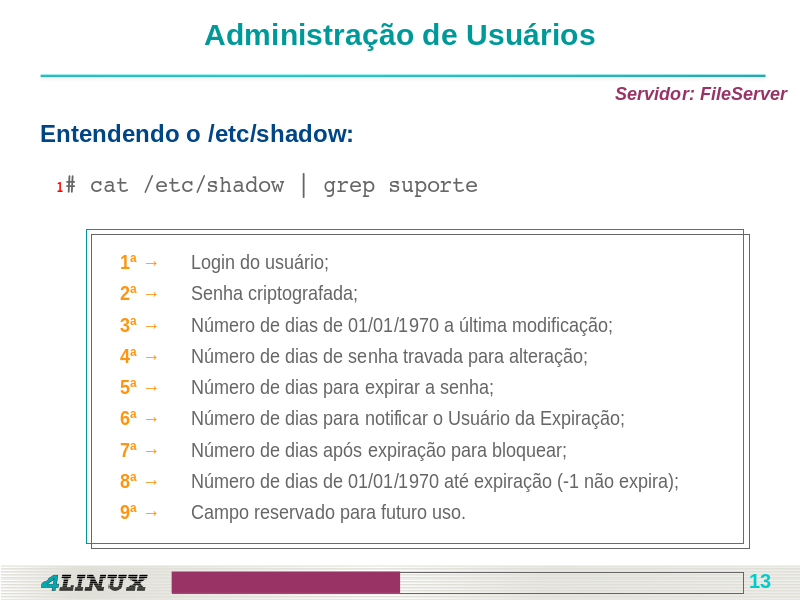 Administração de Usuários
Servidor: FileServer
Entendendo o /etc/shadow:
1# cat /etc/shadow | grep suporte
1ª → Login do usuário;
2ª → Senha criptografada;
3ª → Número de dias de 01/01/1970 a última modificação;
4ª → Número de dias de senha travada para alteração;
5ª → Número de dias para expirar a senha;
6ª → Número de dias para notificar o Usuário da Expiração;
7ª → Número de dias após expiração para bloquear;
8ª → Número de dias de 01/01/1970 até expiração (-1 não expira);
9ª → Campo reservado para futuro uso.
4LINUX
13